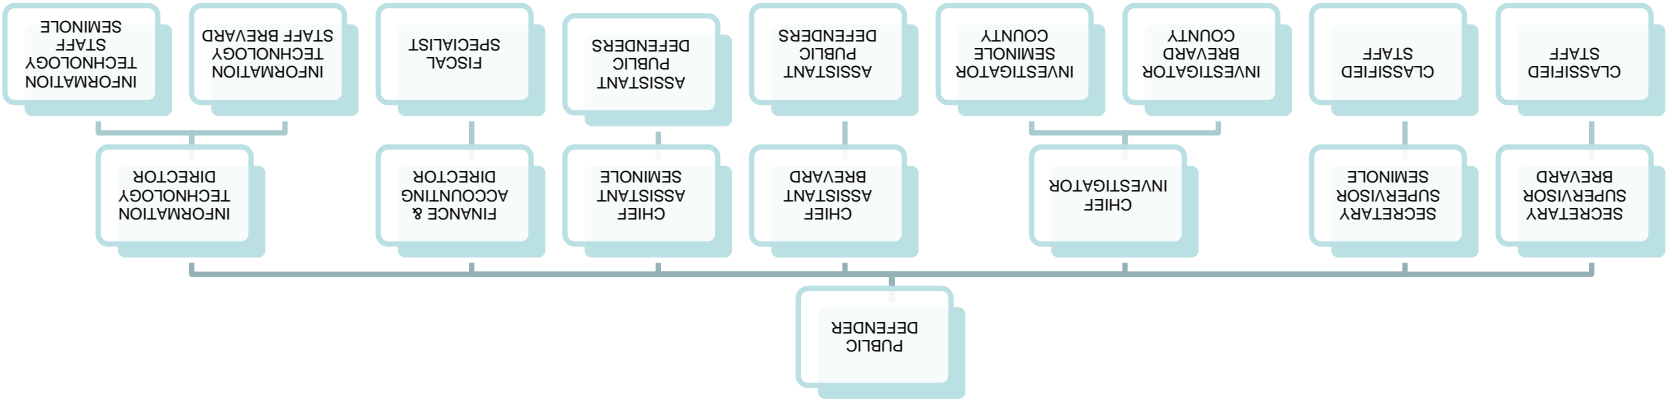 PUBLIC
DEFENDER
SECRETARY
SUPERVISOR
BREVARD
SECRETARY
SUPERVISOR
SEMINOLE
CHIEF
INVESTIGATOR
CHIEF
ASSISTANT
BREVARD
CHIEF
ASSISTANT
SEMINOLE
FINANCE &
ACCOUNTING
DIRECTOR
INFORMATION
TECHNOLOGY
DIRECTOR
CLASSIFIED
STAFF
CLASSIFIED
STAFF
INVESTIGATOR
BREVARD
COUNTY
INVESTIGATOR
SEMINOLE
COUNTY
ASSISTANT
PUBLIC
DEFENDERS
ASSISTANT
PUBLIC
DEFENDERS
FISCAL
SPECIALIST
INFORMATION
TECHNOLOGY
STAFF BREVARD
INFORMATION
TECHNOLOGY
STAFF
SEMINOLE